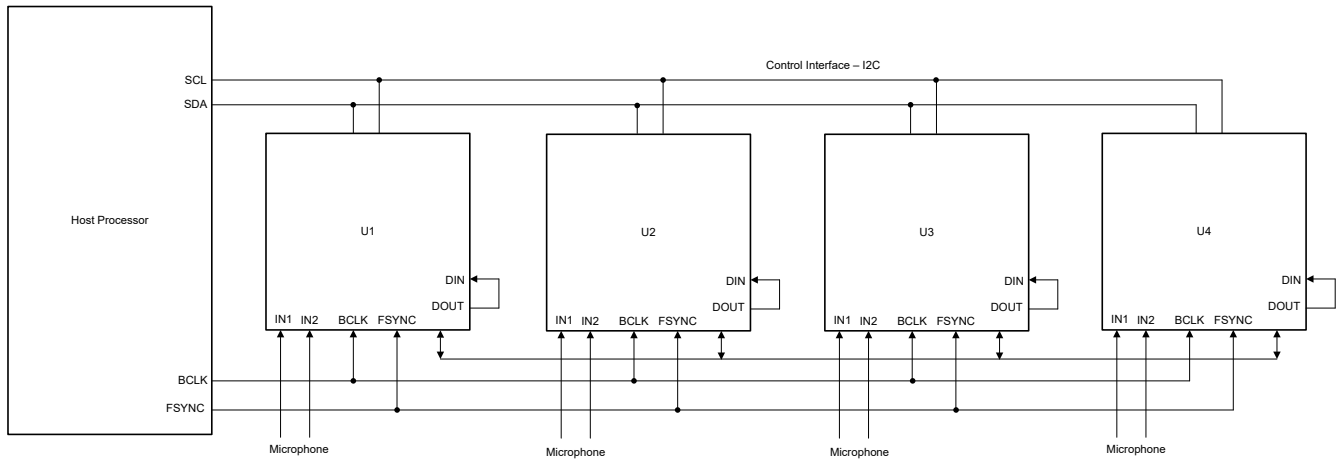 Control Interface – I2C
SCL
SDA
Host Processor
U1
U2
U3
U4
DIN
DIN
DIN
DIN
DOUT
DOUT
DOUT
DOUT
IN1 IN2 BCLK FSYNC
IN1 IN2 BCLK FSYNC
IN1 IN2 BCLK FSYNC
IN1 IN2 BCLK FSYNC
BCLK
FSYNC
Microphone
Microphone
Microphone
Microphone